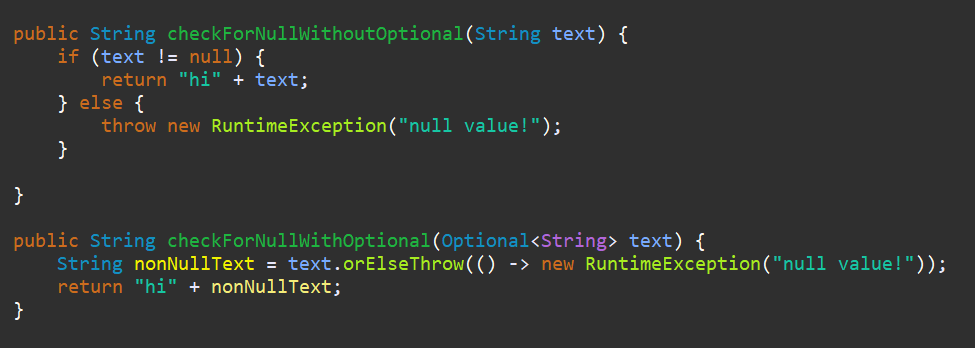 public String checkForNullWithoutOptional(String text) {
    if (text != null) {
        return "hi" + text;
    } else {
        throw new RuntimeException("null value!");
    }

}

public String checkForNullWithOptional(Optional<String> text) {
    String nonNullText = text.orElseThrow(() -> new RuntimeException("null value!"));
    return "hi" + nonNullText;
}